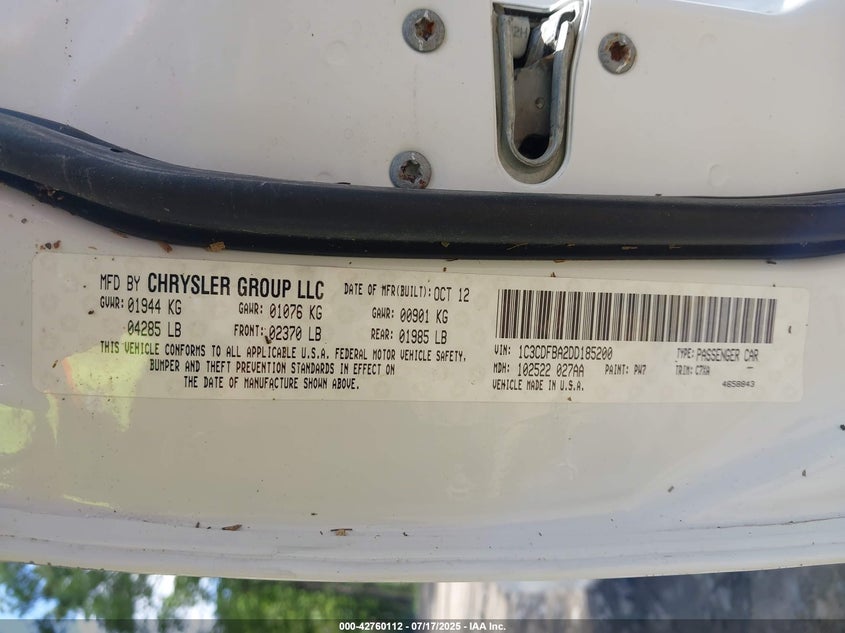 MFD BY CHRYSLER GROUP LLC DATE OF MFR(BUILT): OCT 12
GVWR: 01944 KG GAWR: 01076 KG GAWR: 00901 KG
04285 LB FRONT: 02370 LB REAR: 01985 LB
THIS VEHICLE CONFORMS TO ALL APPLICABLE U.S.A. FEDERAL MOTOR VEHICLE SAFETY,
BUMPER AND THEFT PREVENTION STANDARDS IN EFFECT ON
THE DATE OF MANUFACTURE SHOWN ABOVE.
VIN: 1C3CDFBA2DD185200 TYPE: PASSENGER CAR
MDH: 102522 027AA PAINT: PW7 TRIM: C7XA
VEHICLE MADE IN U.S.A. 4658843
000-42760112 - 07/17/2025 - IAA Inc.